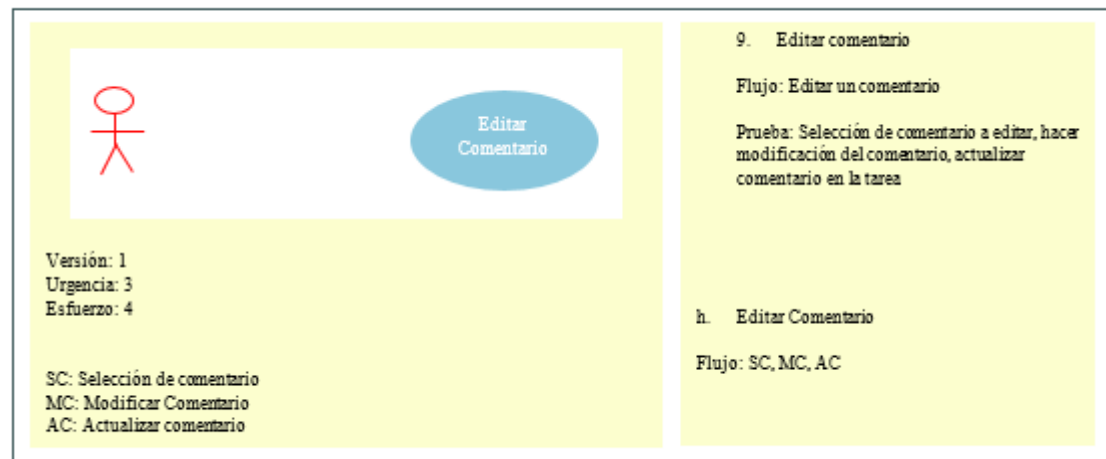 Editar
Comentario
Versión: 1
Urgencia: 3
Esfuerzo: 4
SC: Selección de comentario
MC: Modificar Comentario
AC: Actualizar comentario
9. Editar comentario
Flujo: Editar un comentario
Prueba: Selección de comentario a editar, hacer
modificación del comentario, actualizar
comentario en la tarea
h. Editar Comentario
Flujo: SC, MC, AC